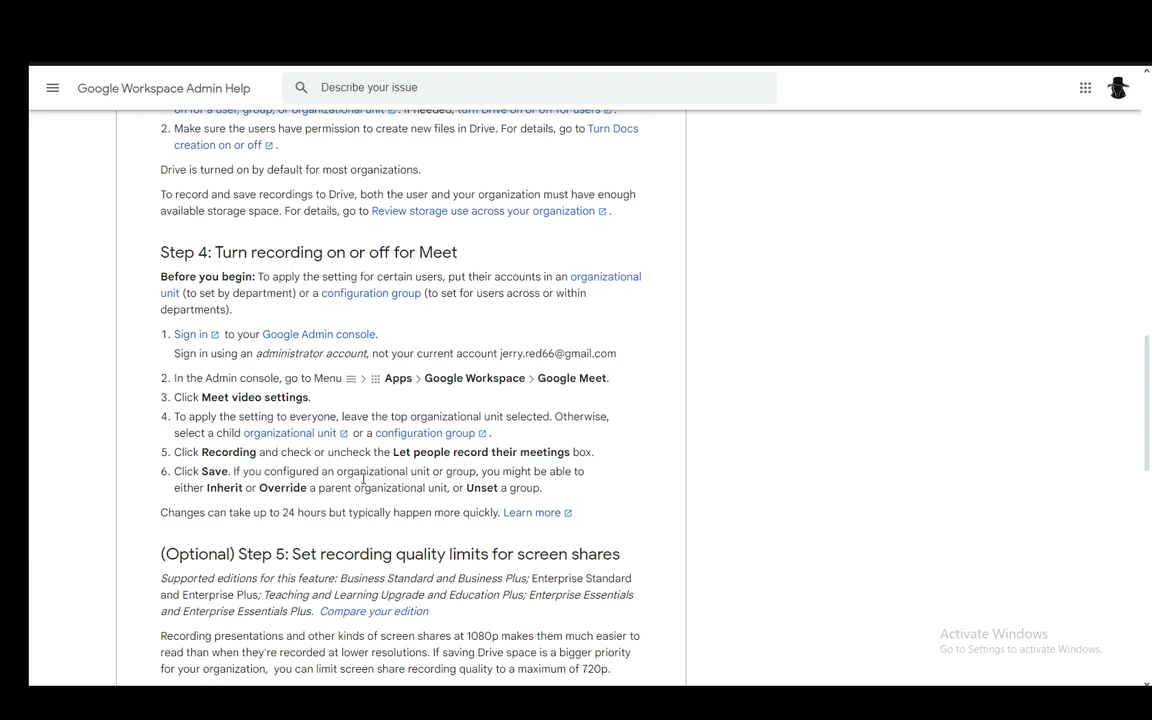 Google Workspace Admin Help
Describe your issue
on for a user, group, or organizational unit. If needed, turn Drive on or off for users.
2. Make sure the users have permission to create new files in Drive. For details, go to Turn Docs
creation on or off.
Drive is turned on by default for most organizations.
To record and save recordings to Drive, both the user and your organization must have enough
available storage space. For details, go to Review storage use across your organization.
Step 4: Turn recording on or off for Meet
Before you begin: To apply the setting for certain users, put their accounts in an organizational
unit (to set by department) or a configuration group (to set for users across or within
departments).
1. Sign in to your Google Admin console.
Sign in using an administrator account, not your current account jerry.red66@gmail.com
2. In the Admin console, go to Menu > Apps > Google Workspace > Google Meet.
3. Click Meet video settings.
4. To apply the setting to everyone, leave the top organizational unit selected. Otherwise,
select a child organizational unit or a configuration group.
5. Click Recording and check or uncheck the Let people record their meetings box.
6. Click Save. If you configured an organizational unit or group, you might be able to
either Inherit or Override a parent organizational unit, or Unset a group.
Changes can take up to 24 hours but typically happen more quickly. Learn more
(Optional) Step 5: Set recording quality limits for screen shares
Supported editions for this feature: Business Standard and Business Plus; Enterprise Standard
and Enterprise Plus; Teaching and Learning Upgrade and Education Plus; Enterprise Essentials
and Enterprise Essentials Plus. Compare your edition
Recording presentations and other kinds of screen shares at 1080p makes them much easier to
read than when they're recorded at lower resolutions. If saving Drive space is a bigger priority
for your organization, you can limit screen share recording quality to a maximum of 720p.
Activate Windows
Go to Settings to activate Windows.